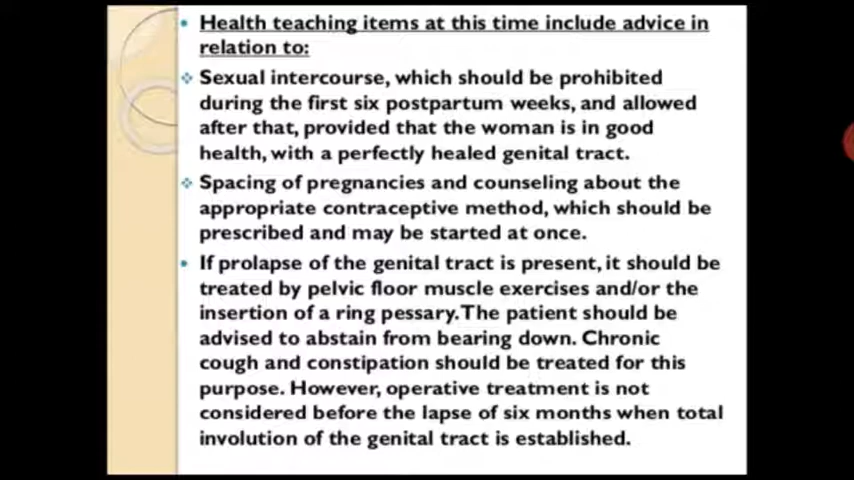 Health teaching items at this time include advice in
relation to:
Sexual intercourse, which should be prohibited
during the first six postpartum weeks, and allowed
after that, provided that the woman is in good
health, with a perfectly healed genital tract.
Spacing of pregnancies and counseling about the
appropriate contraceptive method, which should be
prescribed and may be started at once.
If prolapse of the genital tract is present, it should be
treated by pelvic floor muscle exercises and/or the
insertion of a ring pessary. The patient should be
advised to abstain from bearing down. Chronic
cough and constipation should be treated for this
purpose. However, operative treatment is not
considered before the lapse of six months when total
involution of the genital tract is established.